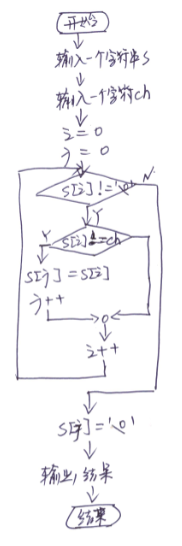 开始
输入一个字符串S
输入一个字符ch
i = 0
j = 0
S[i] != '\0'
N
Y
Y
S[i] != ch
S[j] = S[i]
j++
i++
S[j] = '\0'
输出结果
结束